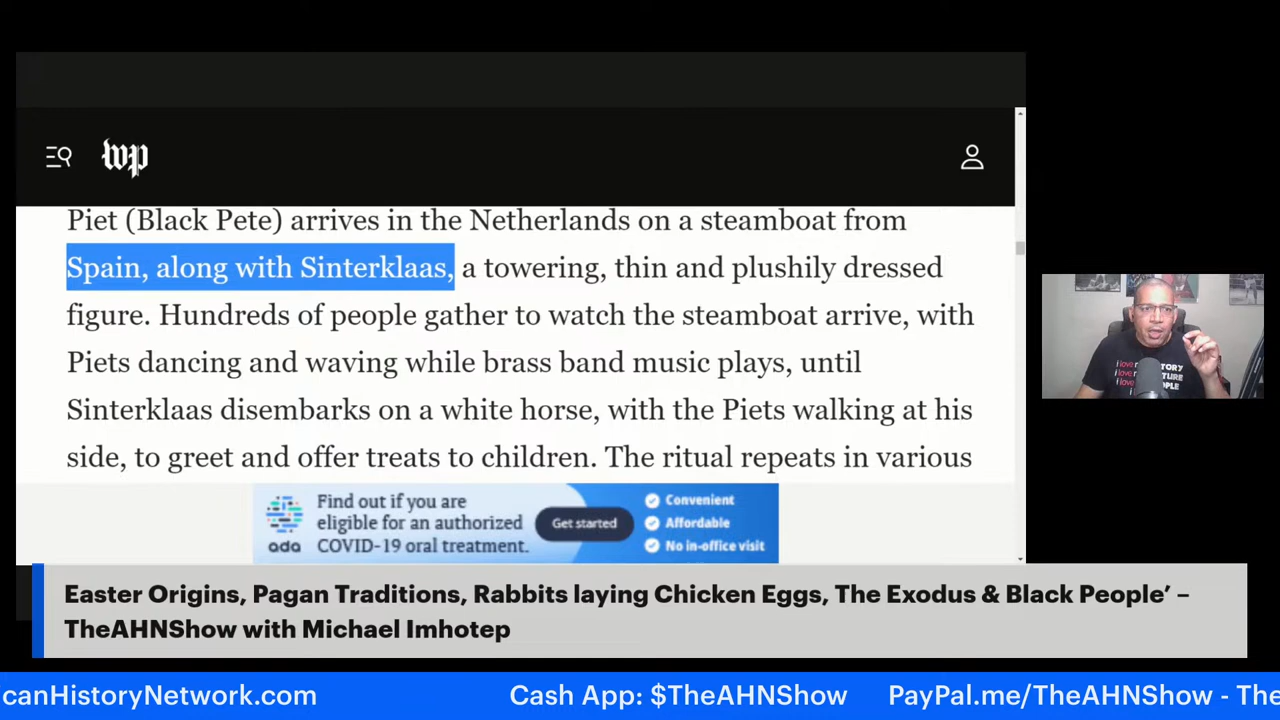 wp
Piet (Black Pete) arrives in the Netherlands on a steamboat from
Spain, along with Sinterklaas, a towering, thin and plushily dressed
figure. Hundreds of people gather to watch the steamboat arrive, with
Piets dancing and waving while brass band music plays, until
Sinterklaas disembarks on a white horse, with the Piets walking at his
side, to greet and offer treats to children. The ritual repeats in various
Find out if you are
eligible for an authorized
COVID-19 oral treatment.
ada
Get started
Convenient
Affordable
No in-office visit
Easter Origins, Pagan Traditions, Rabbits laying Chicken Eggs, The Exodus & Black People’ –
TheAHNShow with Michael Imhotep
canHistoryNetwork.com Cash App: $TheAHNShow PayPal.me/TheAHNShow - The